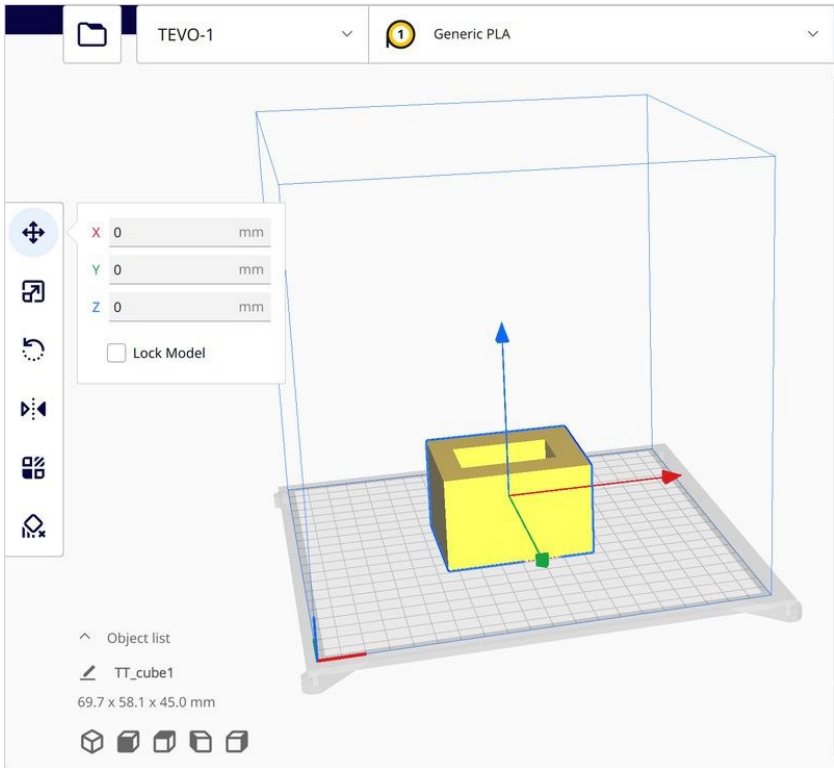 TEVO-1
1
Generic PLA
X 0 mm
Y 0 mm
Z 0 mm
Lock Model
Object list
TT_cube1
69.7 x 58.1 x 45.0 mm